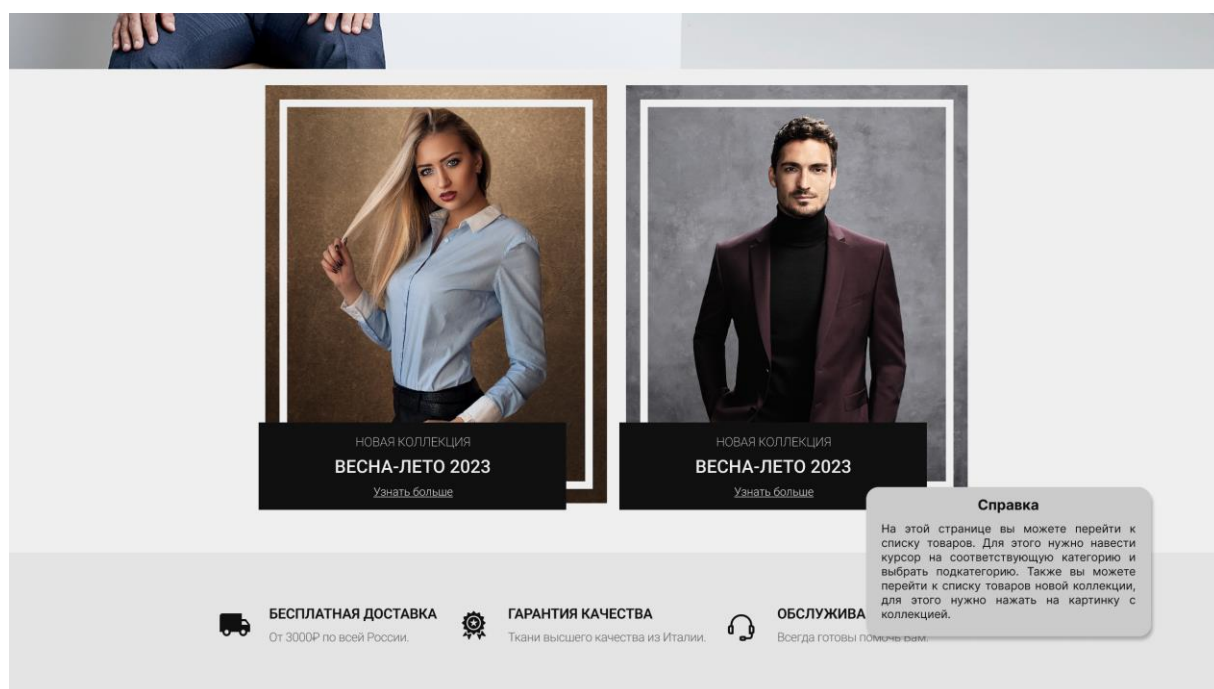 НОВАЯ КОЛЛЕКЦИЯ
ВЕСНА-ЛЕТО 2023
Узнать больше
НОВАЯ КОЛЛЕКЦИЯ
ВЕСНА-ЛЕТО 2023
Узнать больше
Справка
На этой странице вы можете перейти к
списку товаров. Для этого нужно навести
курсор на соответствующую категорию и
выбрать подкатегорию. Также вы можете
перейти к списку товаров новой коллекции,
для этого нужно нажать на картинку с
коллекцией.
БЕСПЛАТНАЯ ДОСТАВКА
От 3000₽ по всей России.
ГАРАНТИЯ КАЧЕСТВА
Ткани высшего качества из Италии.
ОБСЛУЖИВА
Всегда готовы помочь Вам.